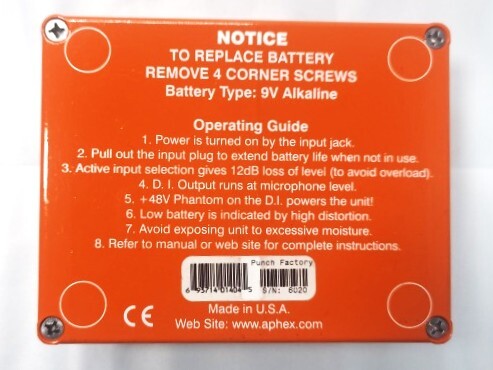 NOTICE
TO REPLACE BATTERY
REMOVE 4 CORNER SCREWS
Battery Type: 9V Alkaline
Operating Guide
1. Power is turned on by the input jack.
2. Pull out the input plug to extend battery life when not in use.
3. Active input selection gives 12dB loss of level (to avoid overload).
4. D. I. Output runs at microphone level.
5. +48V Phantom on the D.I. powers the unit!
6. Low battery is indicated by high distortion.
7. Avoid exposing unit to excessive moisture.
8. Refer to manual or web site for complete instructions.
Punch Factory
6 93714 01404 5 S/N: 6U20
Made in U.S.A.
CE
Web Site: www.aphex.com